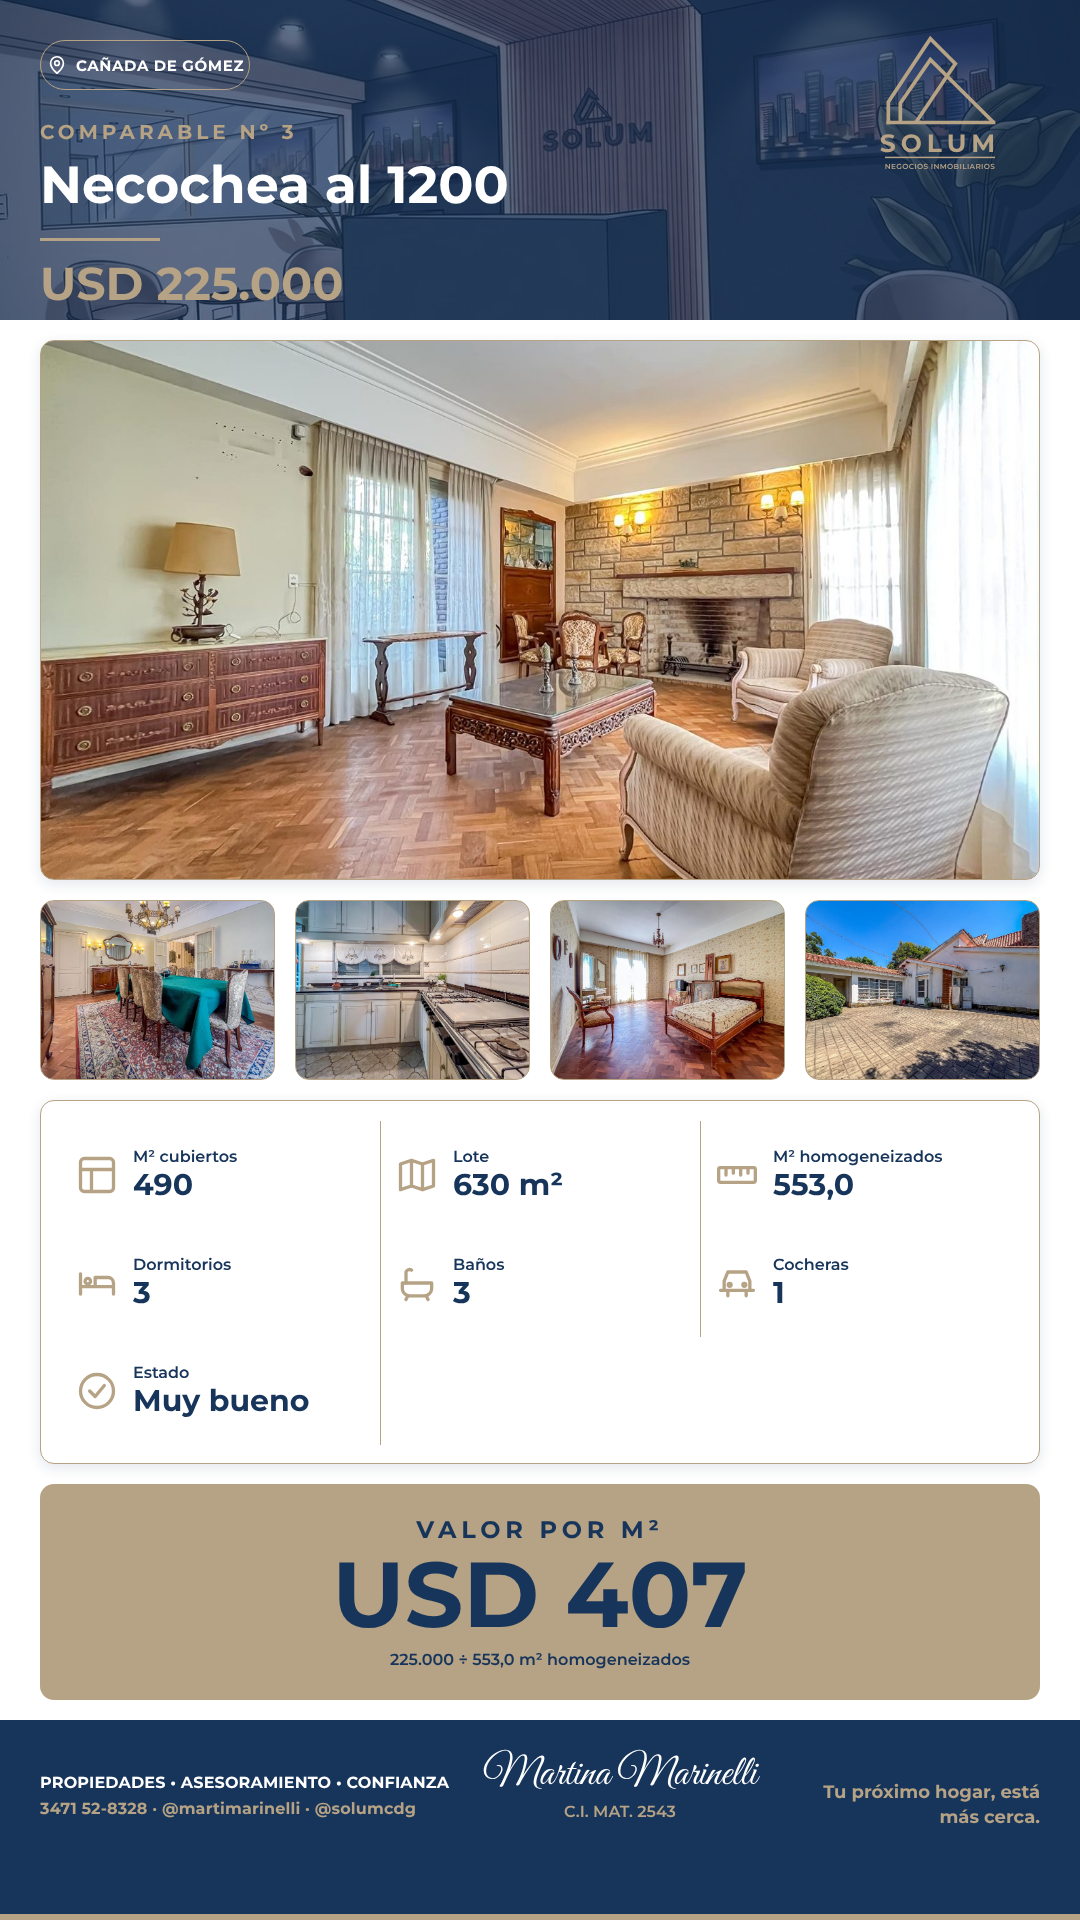 CAÑADA DE GÓMEZ
COMPARABLE Nº 3
Necochea al 1200
USD 225.000
SOLUM
SOLUM
NEGOCIOS INMOBILIARIOS
M² cubiertos
490
Lote
630 m²
M² homogeneizados
553,0
Dormitorios
3
Baños
3
Cocheras
1
Estado
Muy bueno
VALOR POR M²
USD 407
225.000 ÷ 553,0 m² homogeneizados
PROPIEDADES • ASESORAMIENTO • CONFIANZA
3471 52-8328 · @martimarinelli · @solumcdg
Martina Marinelli
C.I. MAT. 2543
Tu próximo hogar, está
más cerca.